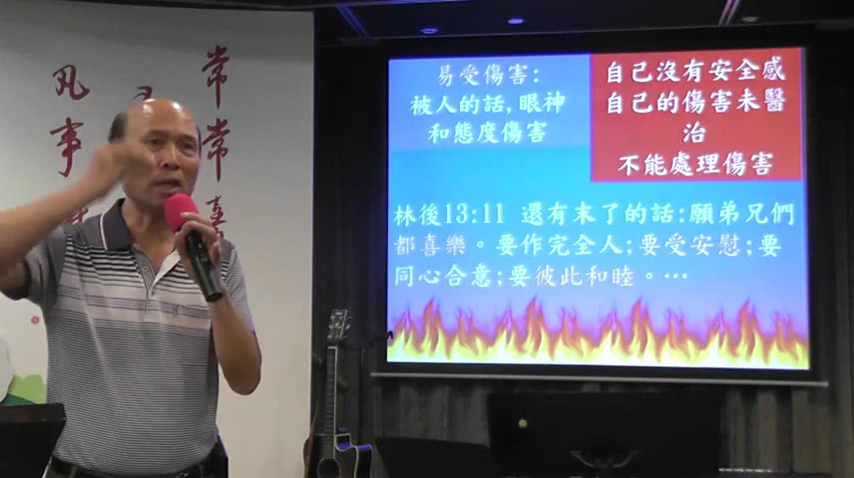 常常喜
凡事
易受傷害:
被人的話,眼神
和態度傷害
自己沒有安全感
自己的傷害未醫
治
不能處理傷害
林後13:11 還有末了的話:願弟兄們
都喜樂。要作完全人;要受安慰;要
同心合意;要彼此和睦。…